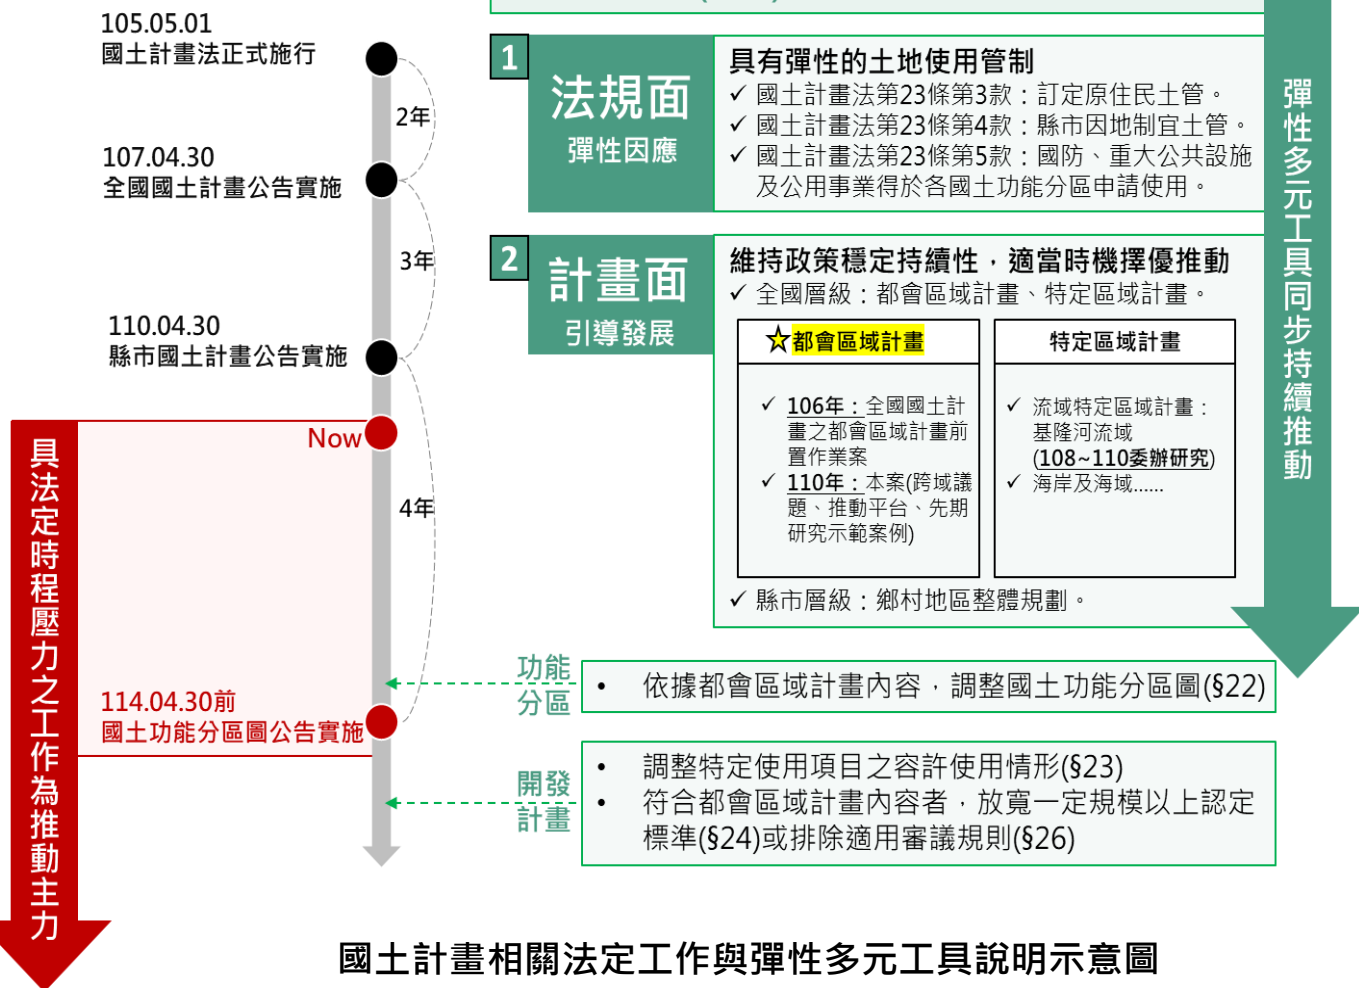 105.05.01
國土計畫法正式施行
2年
107.04.30
全國國土計畫公告實施
3年
110.04.30
縣市國土計畫公告實施
Now
4年
114.04.30前
國土功能分區圖公告實施
具法定時程壓力之工作為推動主力
1
法規面
彈性因應
具有彈性的土地使用管制
✓ 國土計畫法第23條第3款：訂定原住民土管。
✓ 國土計畫法第23條第4款：縣市因地制宜土管。
✓ 國土計畫法第23條第5款：國防、重大公共設施
及公用事業得於各國土功能分區申請使用。
2
計畫面
引導發展
維持政策穩定持續性，適當時機擇優推動
✓ 全國層級：都會區域計畫、特定區域計畫。
☆都會區域計畫
✓ 106年：全國國土計
畫之都會區域計畫前
置作業案
✓ 110年：本案(跨域議
題、推動平台、先期
研究示範案例)
特定區域計畫
✓ 流域特定區域計畫：
基隆河流域
(108~110委辦研究)
✓ 海岸及海域......
✓ 縣市層級：鄉村地區整體規劃。
彈性多元工具同步持續推動
功能
分區
• 依據都會區域計畫內容，調整國土功能分區圖(§22)
開發
計畫
• 調整特定使用項目之容許使用情形(§23)
• 符合都會區域計畫內容者，放寬一定規模以上認定
標準(§24)或排除適用審議規則(§26)
國土計畫相關法定工作與彈性多元工具說明示意圖